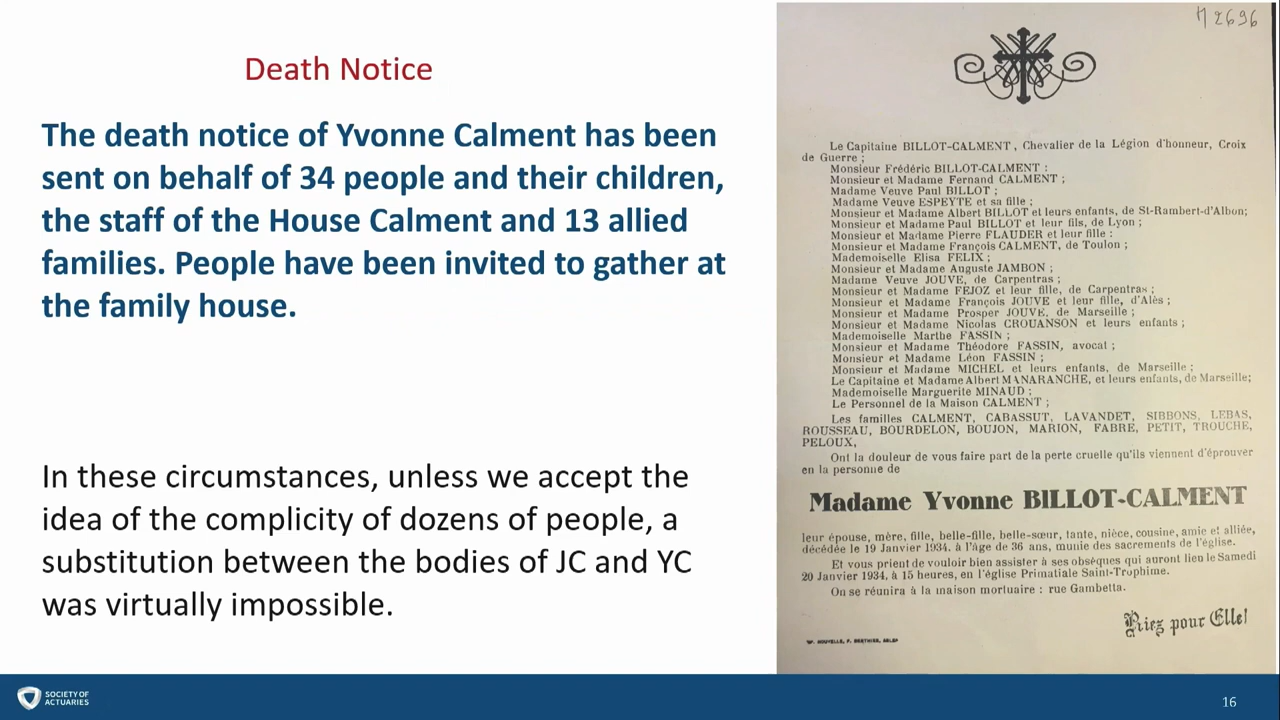 Death Notice
The death notice of Yvonne Calment has been
sent on behalf of 34 people and their children,
the staff of the House Calment and 13 allied
families. People have been invited to gather at
the family house.
In these circumstances, unless we accept the
idea of the complicity of dozens of people, a
substitution between the bodies of JC and YC
was virtually impossible.
2696
Le Capitaine BILLOT-CALMENT, Chevalier de la Légion d'honneur, Croix
de Guerre ;
Monsieur Frédéric BILLOT-CALMENT :
Monsieur et Madame Fernand CALMENT ;
Madame Veuve Paul BILLOT ;
Madame Veuve ESPEYTE et sa fille ;
Monsieur et Madame Albert BILLOT et leurs enfants, de St-Rambert-d'Albon;
Monsieur et Madame Paul BILLOT et leur fils, de Lyon ;
Monsieur et Madame Pierre FLAUDER et leur fille :
Monsieur et Madame François CALMENT, de Toulon ;
Mademoiselle Elisa FELIX ;
Monsieur et Madame Auguste JAMBON ;
Madame Veuve JOUVE, de Carpentras ;
Monsieur et Madame FEJOZ et leur fille, de Carpentras ;
Monsieur et Madame François JOUVE et leur fille, d'Alès ;
Monsieur et Madame Prosper JOUVE, de Marseille ;
Monsieur et Madame Nicolas CROUANSON et leurs enfants ;
Mademoiselle Marthe FASSIN ;
Monsieur et Madame Théodore FASSIN, avocat ;
Monsieur et Madame Léon FASSIN ;
Monsieur et Madame MICHEL et leurs enfants, de Marseille ;
Le Capitaine et Madame Albert MANARANCHE, et leurs enfants, de Marseille;
Mademoiselle Marguerite MINAUD ;
Le Personnel de la Maison CALMENT ;
Les familles CALMENT, CABASSUT, LAVANDET, SIBBONS, LEBAS,
ROUSSEAU, BOURDELON, BOUJON, MARION, FABRE, PETIT, TROUCHE,
PELOUX,
Ont la douleur de vous faire part de la perte cruelle qu'ils viennent d'éprouver
en la personne de
Madame Yvonne BILLOT-CALMENT
leur épouse, mère, fille, belle-fille, belle-sœur, tante, nièce, cousine, amie et alliée,
décédée le 19 Janvier 1934, à l'âge de 36 ans, munie des sacrements de l'église.
Et vous prient de vouloir bien assister à ses obsèques qui auront lieu le Samedi
20 Janvier 1934, à 15 heures, en l'église Primatiale Saint-Trophime.
On se réunira à la maison mortuaire : rue Gambetta.
Priez pour Elle!
NOUVELLE, F. BERTHIER, ARLES
SOCIETY OF
ACTUARIES
16